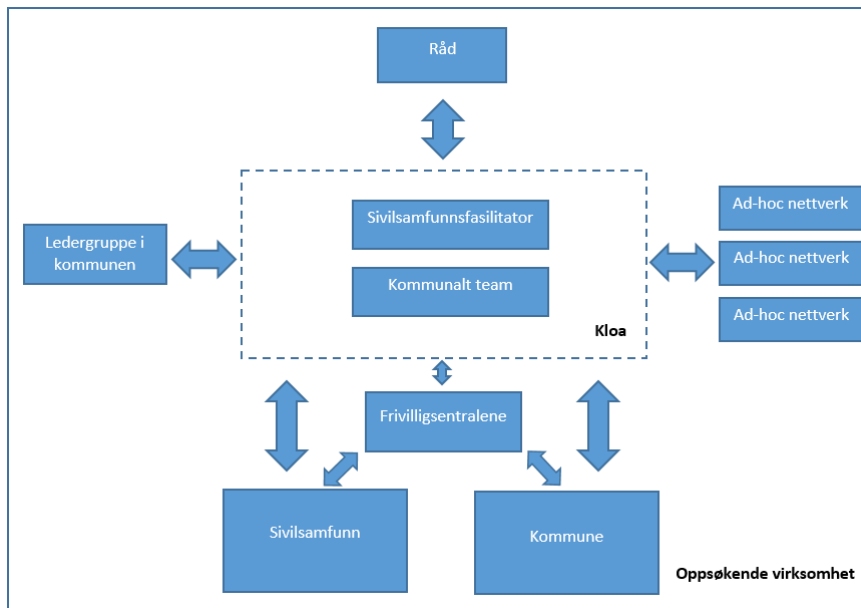 Råd
Sivilsamfunnsfasilitator
Ledergruppe i
kommunen
Kommunalt team
Kloa
Ad-hoc nettverk
Ad-hoc nettverk
Ad-hoc nettverk
Frivilligsentralene
Sivilsamfunn
Kommune
Oppsøkende virksomhet